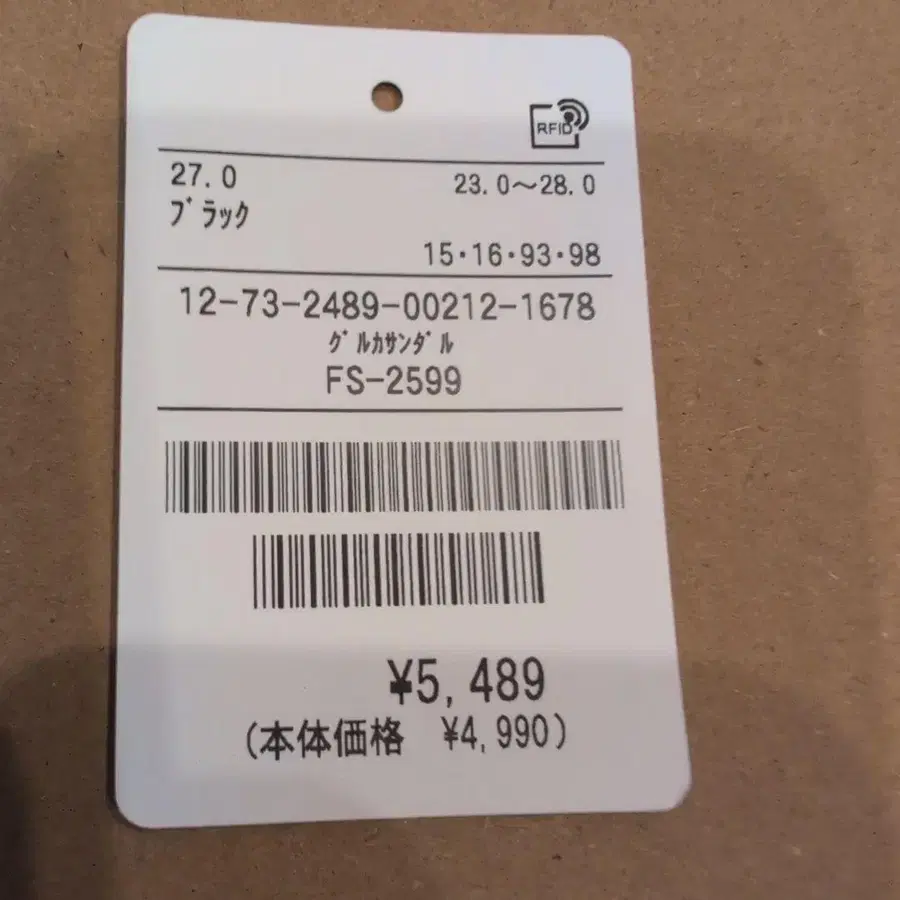 RFID
27.0 23.0～28.0
ﾌﾞﾗｯｸ
15・16・93・98
12-73-2489-00212-1678
ｸﾞﾙｶｻﾝﾀﾞﾙ
FS-2599
¥5,489
(本体価格 ¥4,990)